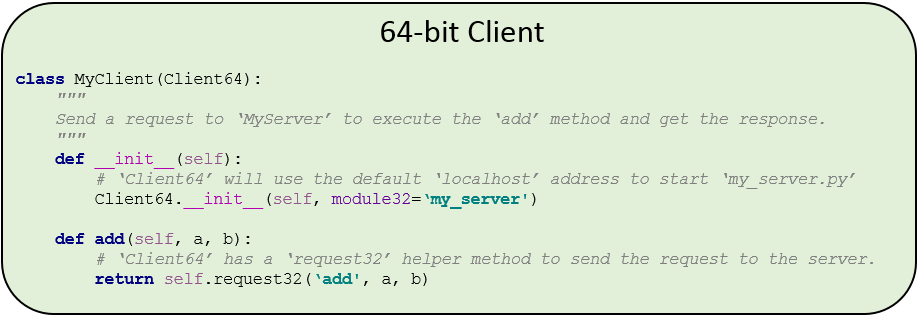 64-bit Client
class MyClient(Client64):
    """
    Send a request to ‘MyServer’ to execute the ‘add’ method and get the response.
    """
    def __init__(self):
        # ‘Client64’ will use the default ‘localhost’ address to start ‘my_server.py’
        Client64.__init__(self, module32=‘my_server')

    def add(self, a, b):
        # ‘Client64’ has a ‘request32’ helper method to send the request to the server.
        return self.request32(‘add', a, b)